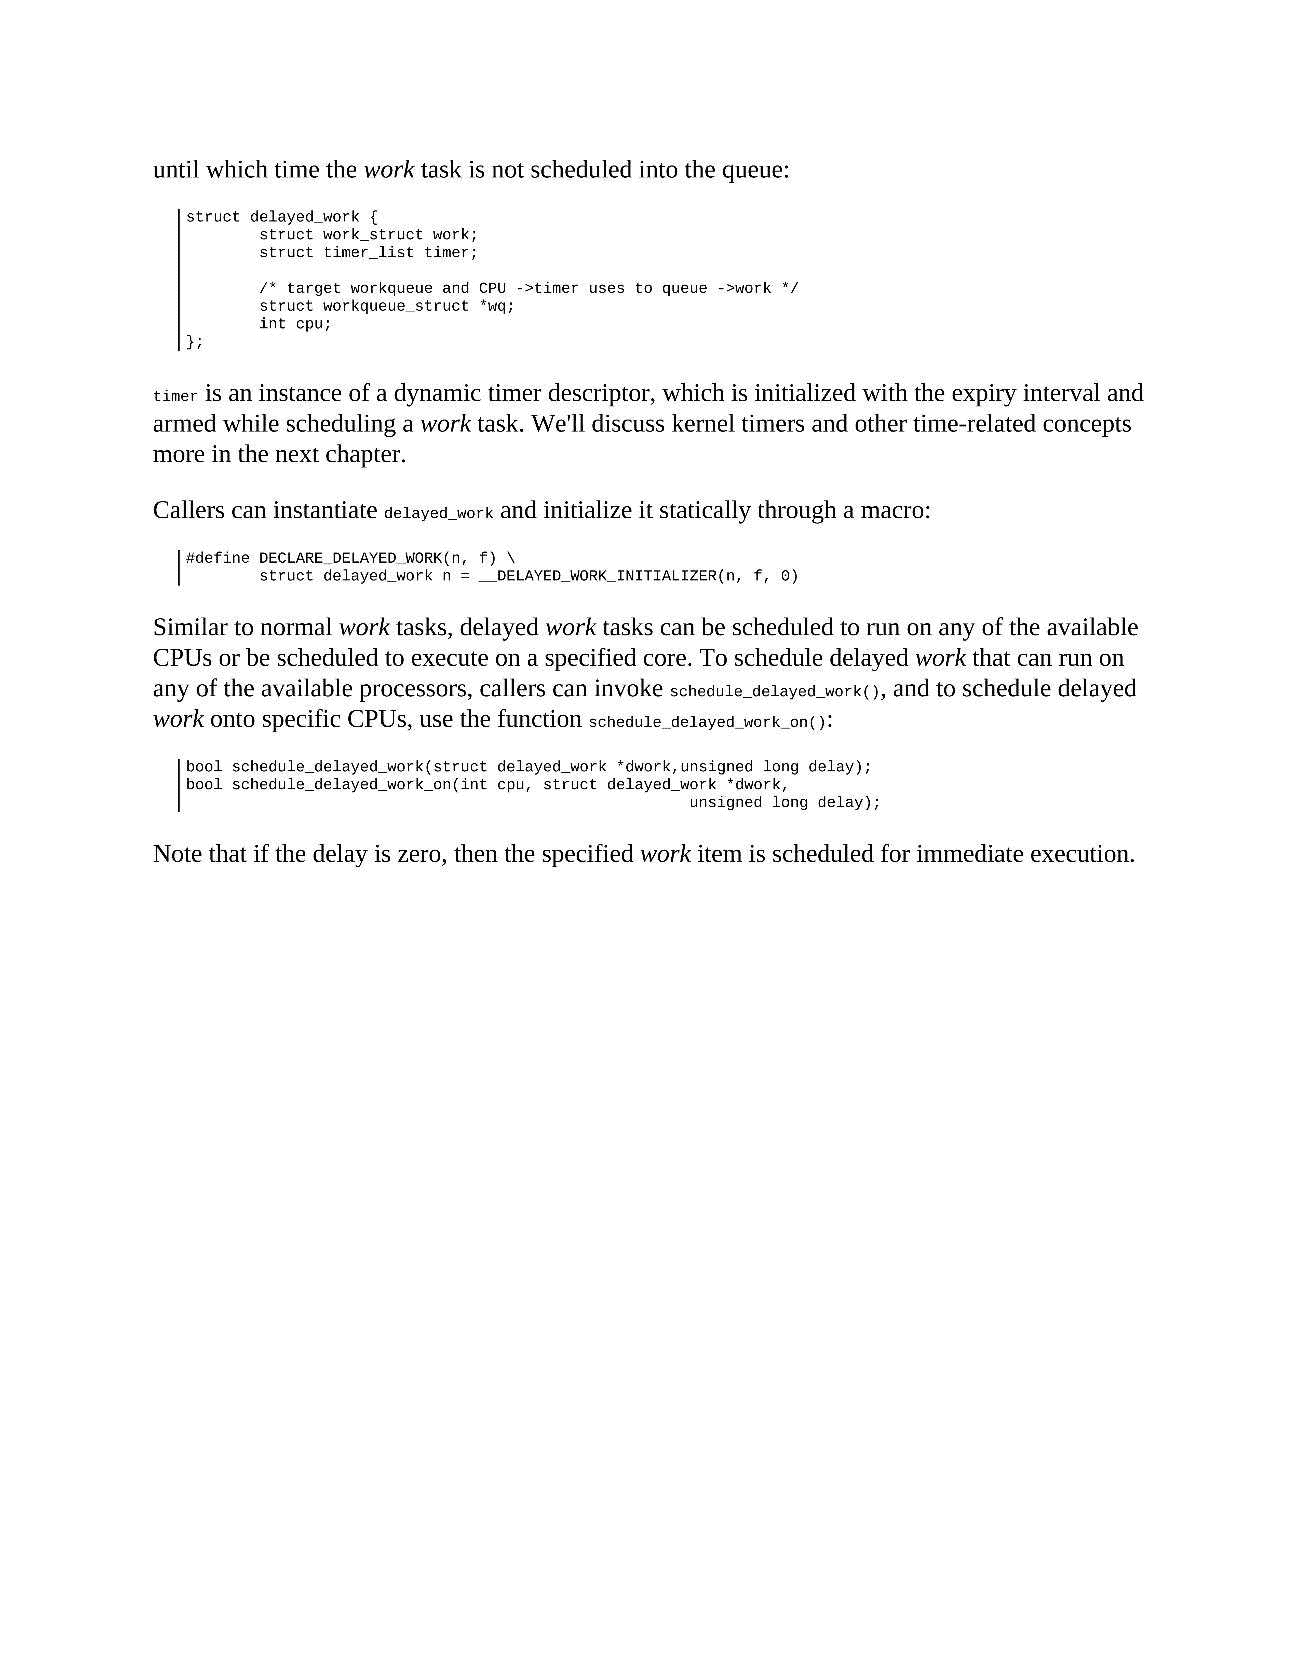 until which time the work task is not scheduled into the queue:
struct delayed_work {
        struct work_struct work;
        struct timer_list timer;

        /* target workqueue and CPU ->timer uses to queue ->work */
        struct workqueue_struct *wq;
        int cpu;
};
timer is an instance of a dynamic timer descriptor, which is initialized with the expiry interval and
armed while scheduling a work task. We'll discuss kernel timers and other time-related concepts
more in the next chapter.
Callers can instantiate delayed_work and initialize it statically through a macro:
#define DECLARE_DELAYED_WORK(n, f) \
        struct delayed_work n = __DELAYED_WORK_INITIALIZER(n, f, 0)
Similar to normal work tasks, delayed work tasks can be scheduled to run on any of the available
CPUs or be scheduled to execute on a specified core. To schedule delayed work that can run on
any of the available processors, callers can invoke schedule_delayed_work(), and to schedule delayed
work onto specific CPUs, use the function schedule_delayed_work_on():
bool schedule_delayed_work(struct delayed_work *dwork,unsigned long delay);
bool schedule_delayed_work_on(int cpu, struct delayed_work *dwork,
                                                       unsigned long delay);
Note that if the delay is zero, then the specified work item is scheduled for immediate execution.